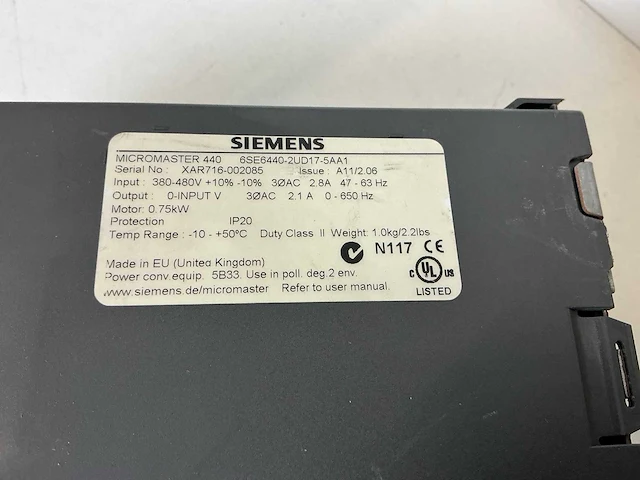 SIEMENS
MICROMASTER 440 6SE6440-2UD17-5AA1
Serial No : XAR716-002085 Issue : A11/2.06
Input : 380-480V +10% -10% 3ØAC 2.8A 47 - 63 Hz
Output : 0-INPUT V 3ØAC 2.1 A 0 - 650 Hz
Motor: 0.75kW
Protection IP20
Temp Range : -10 - +50°C Duty Class II Weight: 1.0kg/2.2lbs
N117 CE
Made in EU (United Kingdom)
Power conv.equip. 5B33. Use in poll. deg.2 env.
C UL US
www.siemens.de/micromaster Refer to user manual.
LISTED